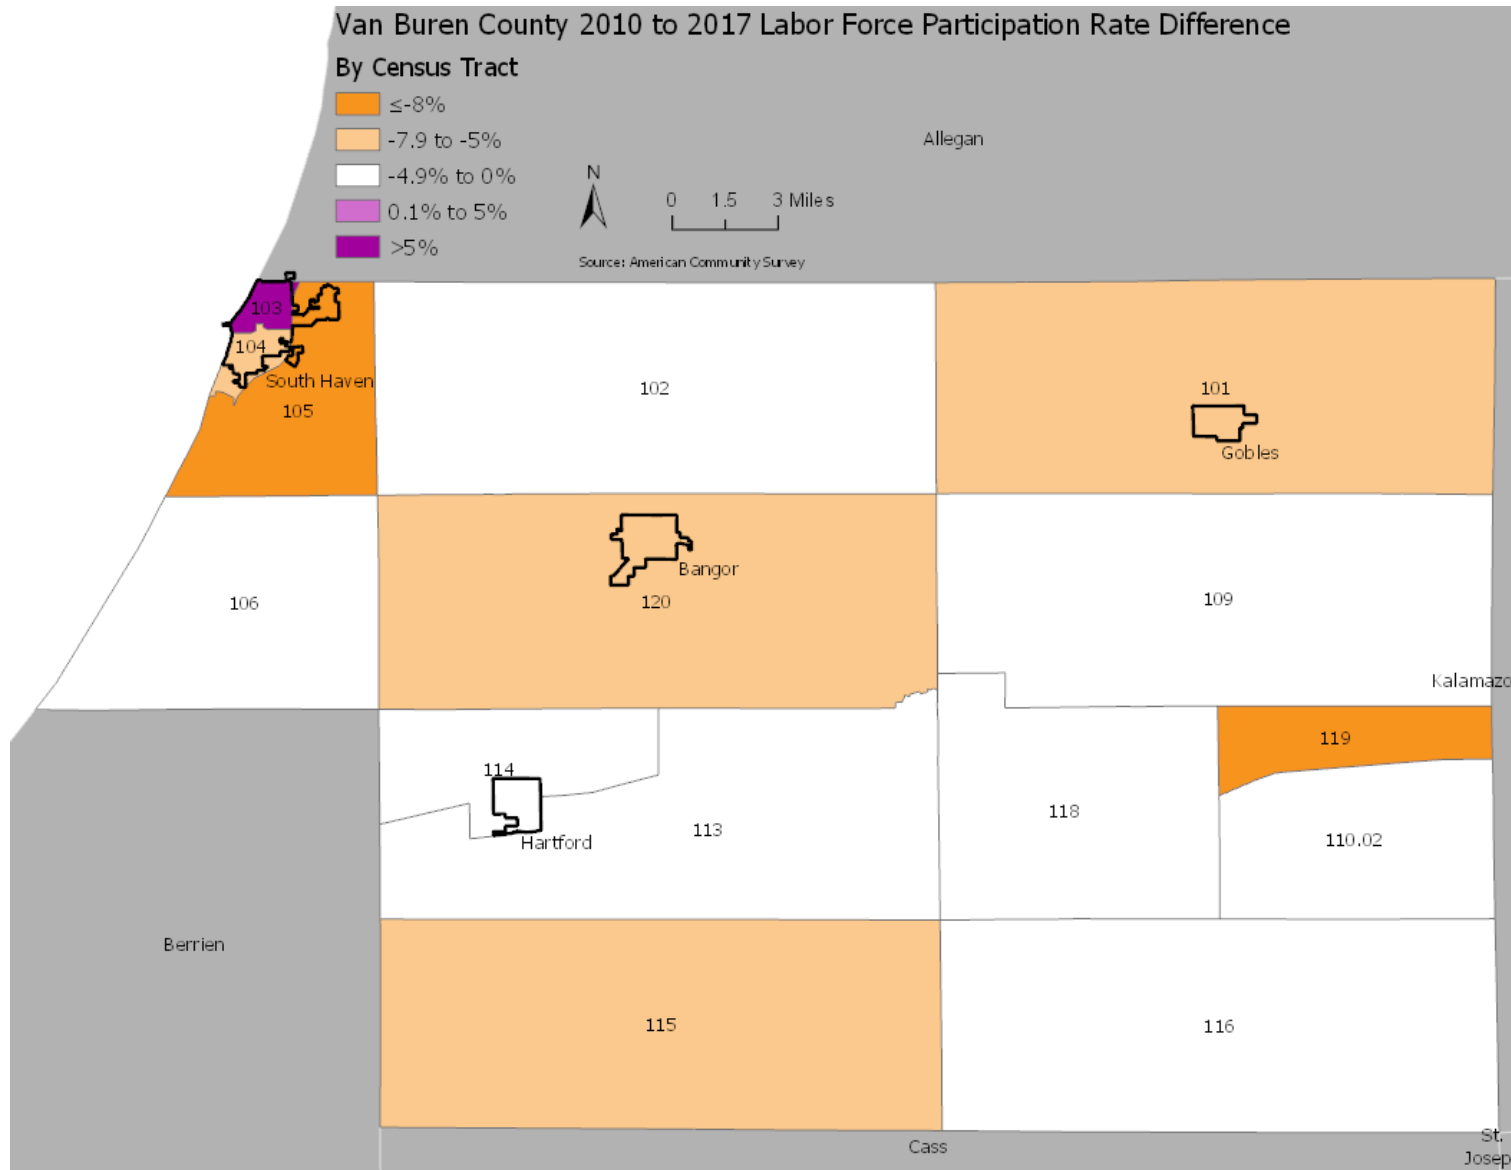 Van Buren County 2010 to 2017 Labor Force Participation Rate Difference
By Census Tract
≤-8%
-7.9 to -5%
-4.9% to 0%
0.1% to 5%
>5%
N
0 1.5 3 Miles
Source: American Community Survey
Allegan
103
104
South Haven
105
102
101
Gobles
Bangor
120
106
109
Kalamazo
119
114
Hartford
113
118
110.02
Berrien
115
116
Cass
St.
Josep